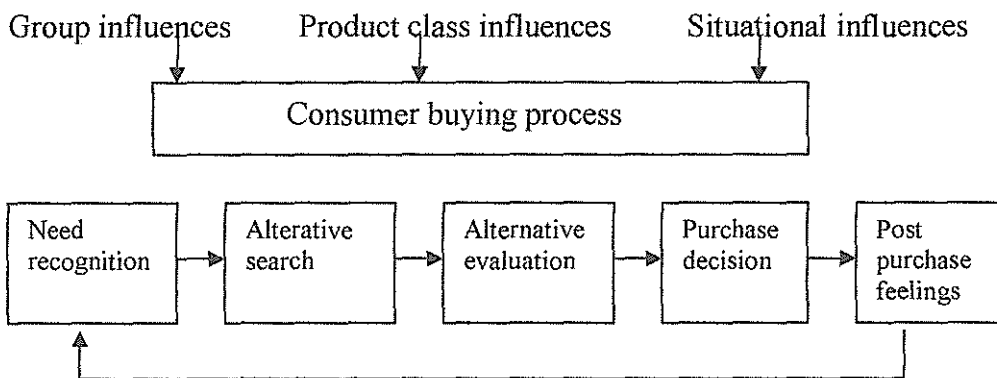 Group influences Product class influences Situational influences
Consumer buying process
Need
recognition
Alterative
search
Alternative
evaluation
Purchase
decision
Post
purchase
feelings